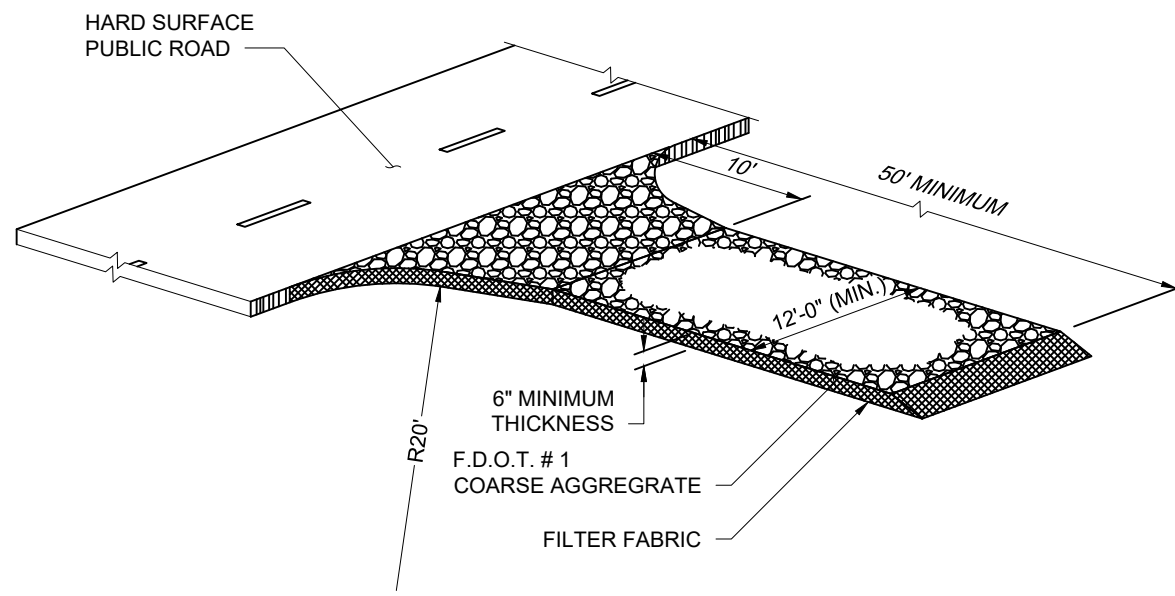 HARD SURFACE
PUBLIC ROAD
10'
50' MINIMUM
12'-0" (MIN.)
6" MINIMUM
THICKNESS
R20'
F.D.O.T. # 1
COARSE AGGREGRATE
FILTER FABRIC